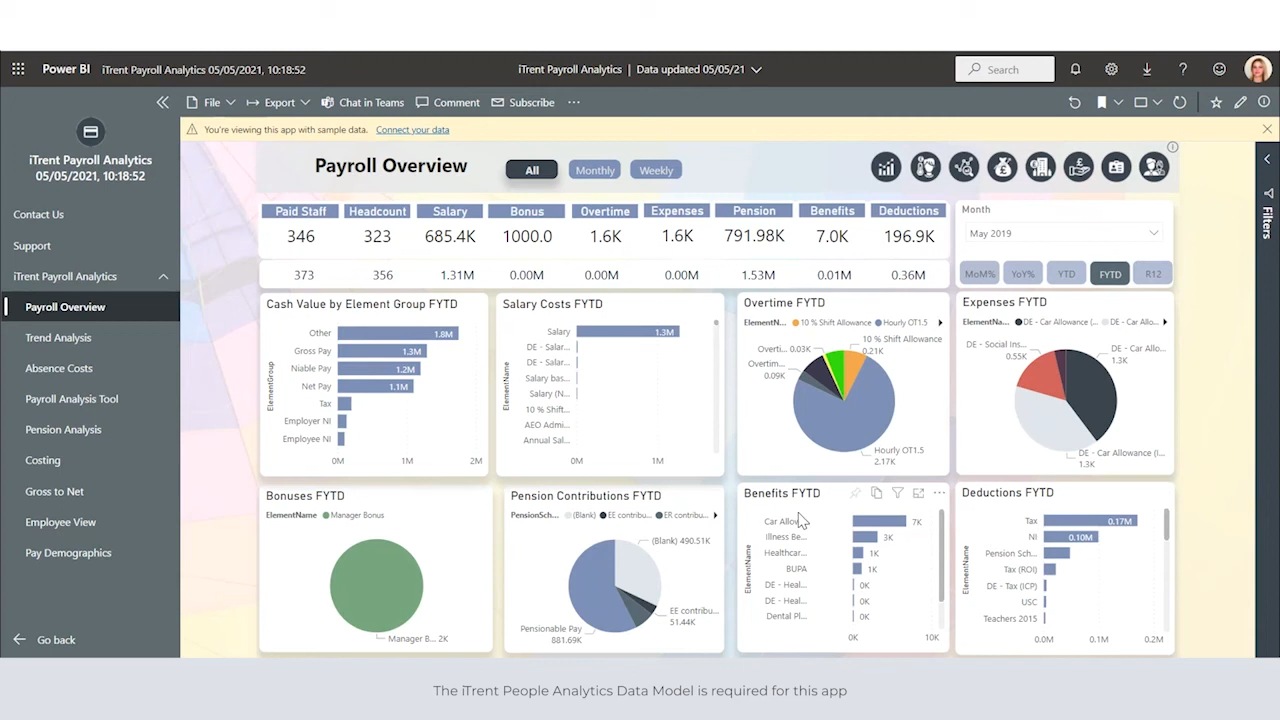 Power BI iTrent Payroll Analytics 05/05/2021, 10:18:52 iTrent Payroll Analytics | Data updated 05/05/21 Search
File Export Chat in Teams Comment Subscribe ...
You're viewing this app with sample data. Connect your data
iTrent Payroll Analytics
05/05/2021, 10:18:52
Contact Us
Support
iTrent Payroll Analytics
Payroll Overview
Trend Analysis
Absence Costs
Payroll Analysis Tool
Pension Analysis
Costing
Gross to Net
Employee View
Pay Demographics
Go back
Payroll Overview All Monthly Weekly
Paid Staff Headcount Salary Bonus Overtime Expenses Pension Benefits Deductions
346 323 685.4K 1000.0 1.6K 1.6K 791.98K 7.0K 196.9K
373 356 1.31M 0.00M 0.00M 0.00M 1.53M 0.01M 0.36M
Month
May 2019
MoM% YoY% YTD FYTD R12
Filters
Cash Value by Element Group FYTD
ElementGroup
Other 1.8M
Gross Pay 1.3M
Niable Pay 1.2M
Net Pay 1.1M
Tax
Employer NI
Employee NI
0M 1M 2M
Salary Costs FYTD
ElementName
Salary 1.3M
DE - Salar...
DE - Salar...
Salary bas...
Salary (N...
10 % Shift...
AEO Admi...
Annual Sal...
0M 1M
Overtime FYTD
ElementN... 10 % Shift Allowance Hourly OT1.5
Overti... 0.03K
Overtim...
0.09K
10 % Shift Allowance
0.21K
Hourly OT1.5
2.17K
Expenses FYTD
ElementNa... DE - Car Allowance (... DE - Car Allo...
DE - Social Ins...
0.55K
DE - Car Allo...
1.3K
DE - Car Allowance (I...
1.3K
Bonuses FYTD
ElementName Manager Bonus
Manager B... 2K
Pension Contributions FYTD
PensionSch... (Blank) EE contribu... ER contribu...
(Blank) 490.51K
EE contribu...
51.44K
Pensionable Pay
881.69K
Benefits FYTD
ElementName
Car Allow 7K
Illness Be... 3K
Healthcar... 1K
BUPA 1K
DE - Heal... 0K
DE - Heal... 0K
Dental Pl... 0K
0K 10K
Deductions FYTD
ElementName
Tax 0.17M
NI 0.10M
Pension Sch...
Tax (ROI)
DE - Tax (ICP)
USC
Teachers 2015
0.0M 0.1M 0.2M
The iTrent People Analytics Data Model is required for this app